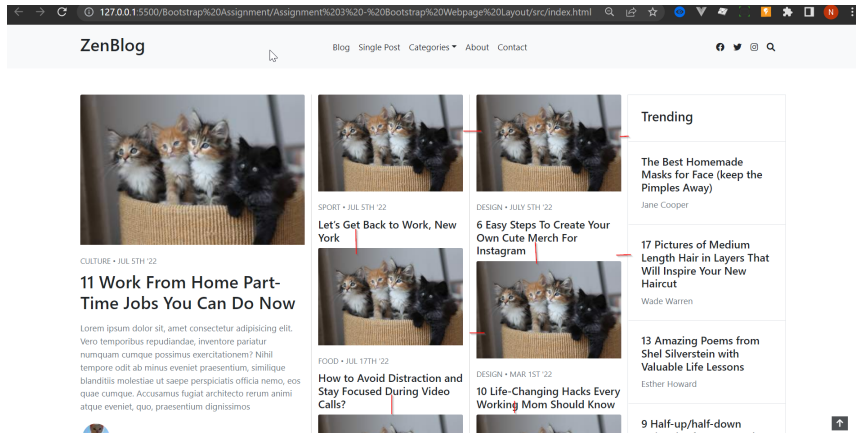 127.0.0.1:5500/Bootstrap%20Assignment/Assignment%203%20-%20Bootstrap%20Webpage%20Layout/src/index.html
N
ZenBlog
Blog Single Post Categories About Contact
CULTURE • JUL 5TH '22
11 Work From Home Part-
Time Jobs You Can Do Now
Lorem ipsum dolor sit, amet consectetur adipisicing elit.
Vero temporibus repudiandae, inventore pariatur
numquam cumque possimus exercitationem? Nihil
tempore odit ab minus eveniet praesentium, similique
blanditiis molestiae ut saepe perspiciatis officia nemo, eos
quae cumque. Accusamus fugiat architecto rerum animi
atque eveniet, quo, praesentium dignissimos
SPORT • JUL 5TH '22
Let's Get Back to Work, New
York
FOOD • JUL 17TH '22
How to Avoid Distraction and
Stay Focused During Video
Calls?
DESIGN • JULY 5TH '22
6 Easy Steps To Create Your
Own Cute Merch For
Instagram
DESIGN • MAR 1ST '22
10 Life-Changing Hacks Every
Working Mom Should Know
Trending
The Best Homemade
Masks for Face (keep the
Pimples Away)
Jane Cooper
17 Pictures of Medium
Length Hair in Layers That
Will Inspire Your New
Haircut
Wade Warren
13 Amazing Poems from
Shel Silverstein with
Valuable Life Lessons
Esther Howard
9 Half-up/half-down